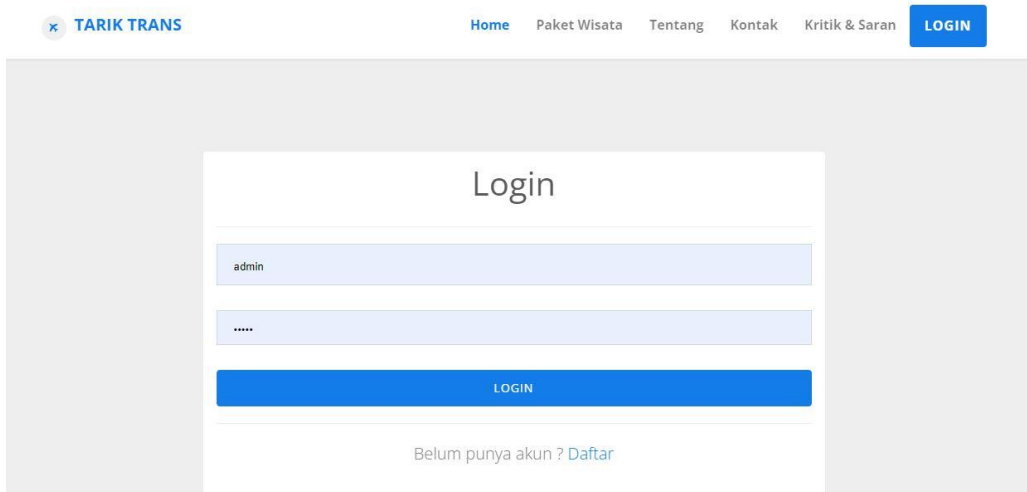 TARIK TRANS
Home Paket Wisata Tentang Kontak Kritik & Saran LOGIN
Login
admin
•••••
LOGIN
Belum punya akun ? Daftar